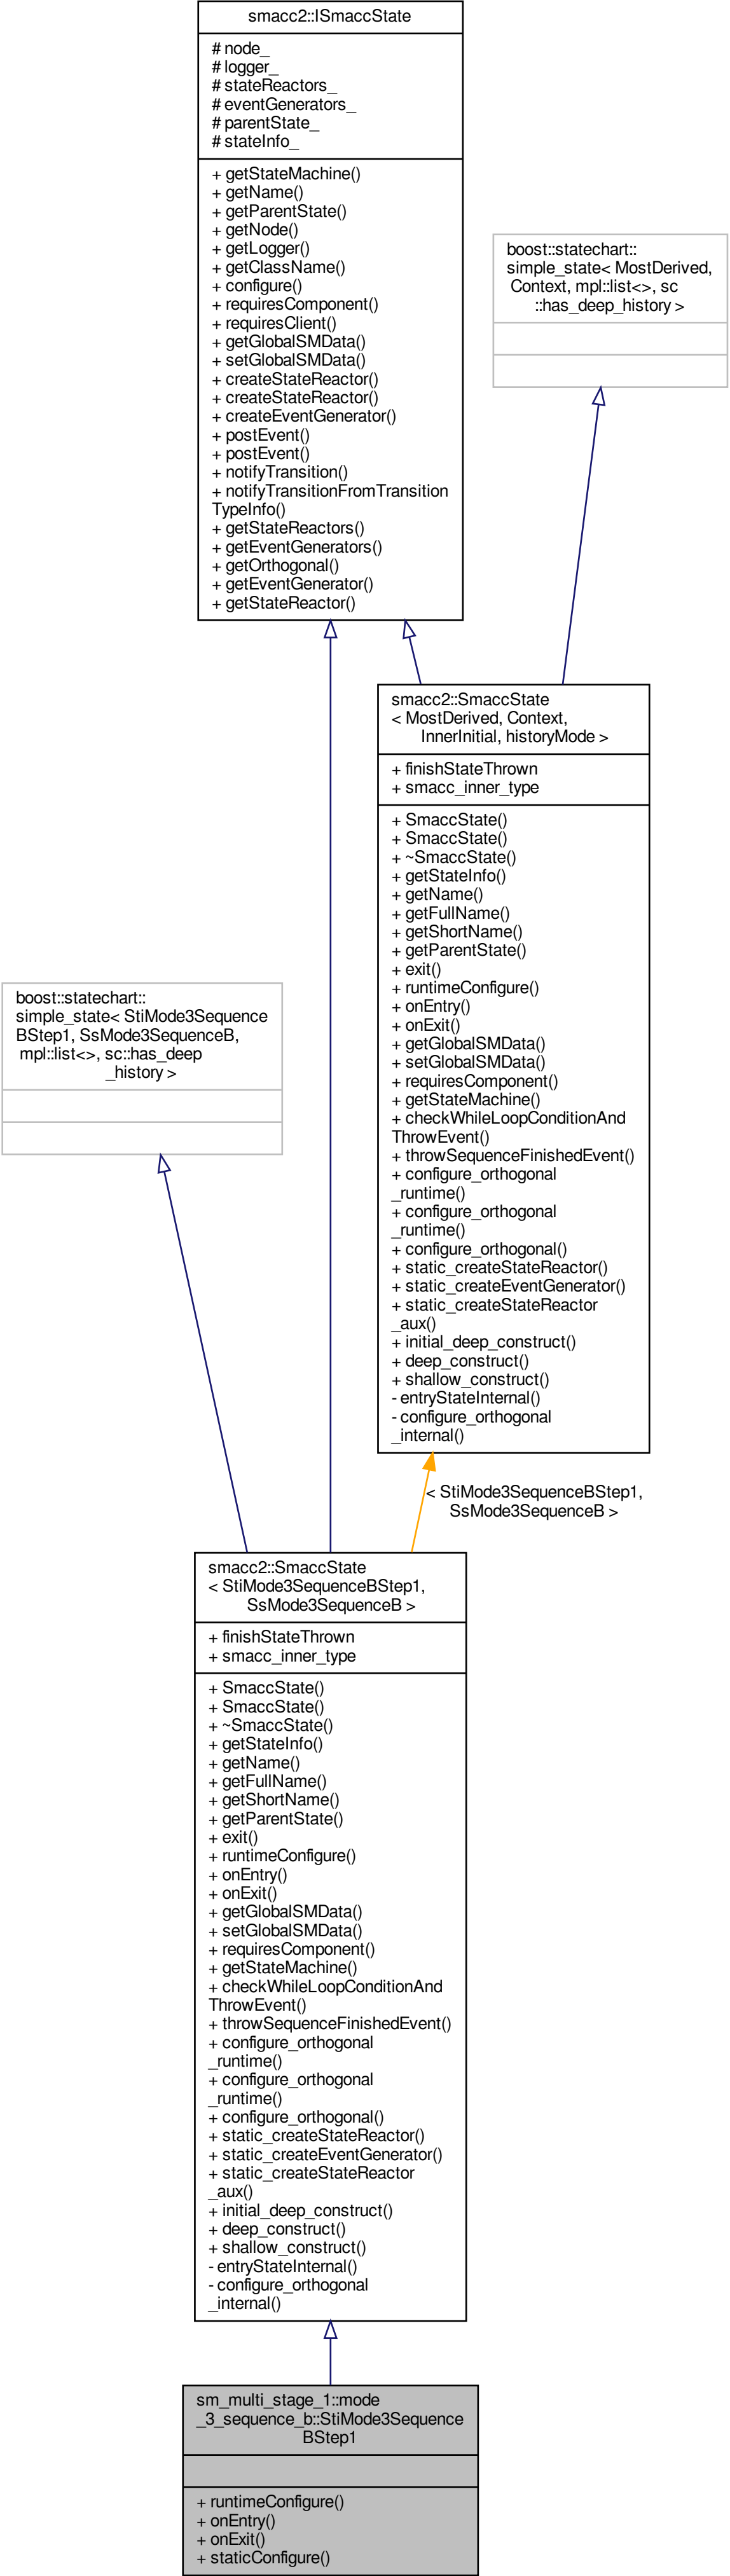 smacc2::ISmaccState
# node_
# logger_
# stateReactors_
# eventGenerators_
# parentState_
# stateInfo_
+ getStateMachine()
+ getName()
+ getParentState()
+ getNode()
+ getLogger()
+ getClassName()
+ configure()
+ requiresComponent()
+ requiresClient()
+ getGlobalSMData()
+ setGlobalSMData()
+ createStateReactor()
+ createStateReactor()
+ createEventGenerator()
+ postEvent()
+ postEvent()
+ notifyTransition()
+ notifyTransitionFromTransition
TypeInfo()
+ getStateReactors()
+ getEventGenerators()
+ getOrthogonal()
+ getEventGenerator()
+ getStateReactor()
boost::statechart::
simple_state< MostDerived,
Context, mpl::list<>, sc
::has_deep_history >
smacc2::SmaccState
< MostDerived, Context,
InnerInitial, historyMode >
+ finishStateThrown
+ smacc_inner_type
+ SmaccState()
+ SmaccState()
+ ~SmaccState()
+ getStateInfo()
+ getName()
+ getFullName()
+ getShortName()
+ getParentState()
+ exit()
+ runtimeConfigure()
+ onEntry()
+ onExit()
+ getGlobalSMData()
+ setGlobalSMData()
+ requiresComponent()
+ getStateMachine()
+ checkWhileLoopConditionAnd
ThrowEvent()
+ throwSequenceFinishedEvent()
+ configure_orthogonal
_runtime()
+ configure_orthogonal
_runtime()
+ configure_orthogonal()
+ static_createStateReactor()
+ static_createEventGenerator()
+ static_createStateReactor
_aux()
+ initial_deep_construct()
+ deep_construct()
+ shallow_construct()
- entryStateInternal()
- configure_orthogonal
_internal()
boost::statechart::
simple_state< StiMode3Sequence
BStep1, SsMode3SequenceB,
mpl::list<>, sc::has_deep
_history >
< StiMode3SequenceBStep1,
SsMode3SequenceB >
smacc2::SmaccState
< StiMode3SequenceBStep1,
SsMode3SequenceB >
+ finishStateThrown
+ smacc_inner_type
+ SmaccState()
+ SmaccState()
+ ~SmaccState()
+ getStateInfo()
+ getName()
+ getFullName()
+ getShortName()
+ getParentState()
+ exit()
+ runtimeConfigure()
+ onEntry()
+ onExit()
+ getGlobalSMData()
+ setGlobalSMData()
+ requiresComponent()
+ getStateMachine()
+ checkWhileLoopConditionAnd
ThrowEvent()
+ throwSequenceFinishedEvent()
+ configure_orthogonal
_runtime()
+ configure_orthogonal
_runtime()
+ configure_orthogonal()
+ static_createStateReactor()
+ static_createEventGenerator()
+ static_createStateReactor
_aux()
+ initial_deep_construct()
+ deep_construct()
+ shallow_construct()
- entryStateInternal()
- configure_orthogonal
_internal()
sm_multi_stage_1::mode
_3_sequence_b::StiMode3Sequence
BStep1
+ runtimeConfigure()
+ onEntry()
+ onExit()
+ staticConfigure()